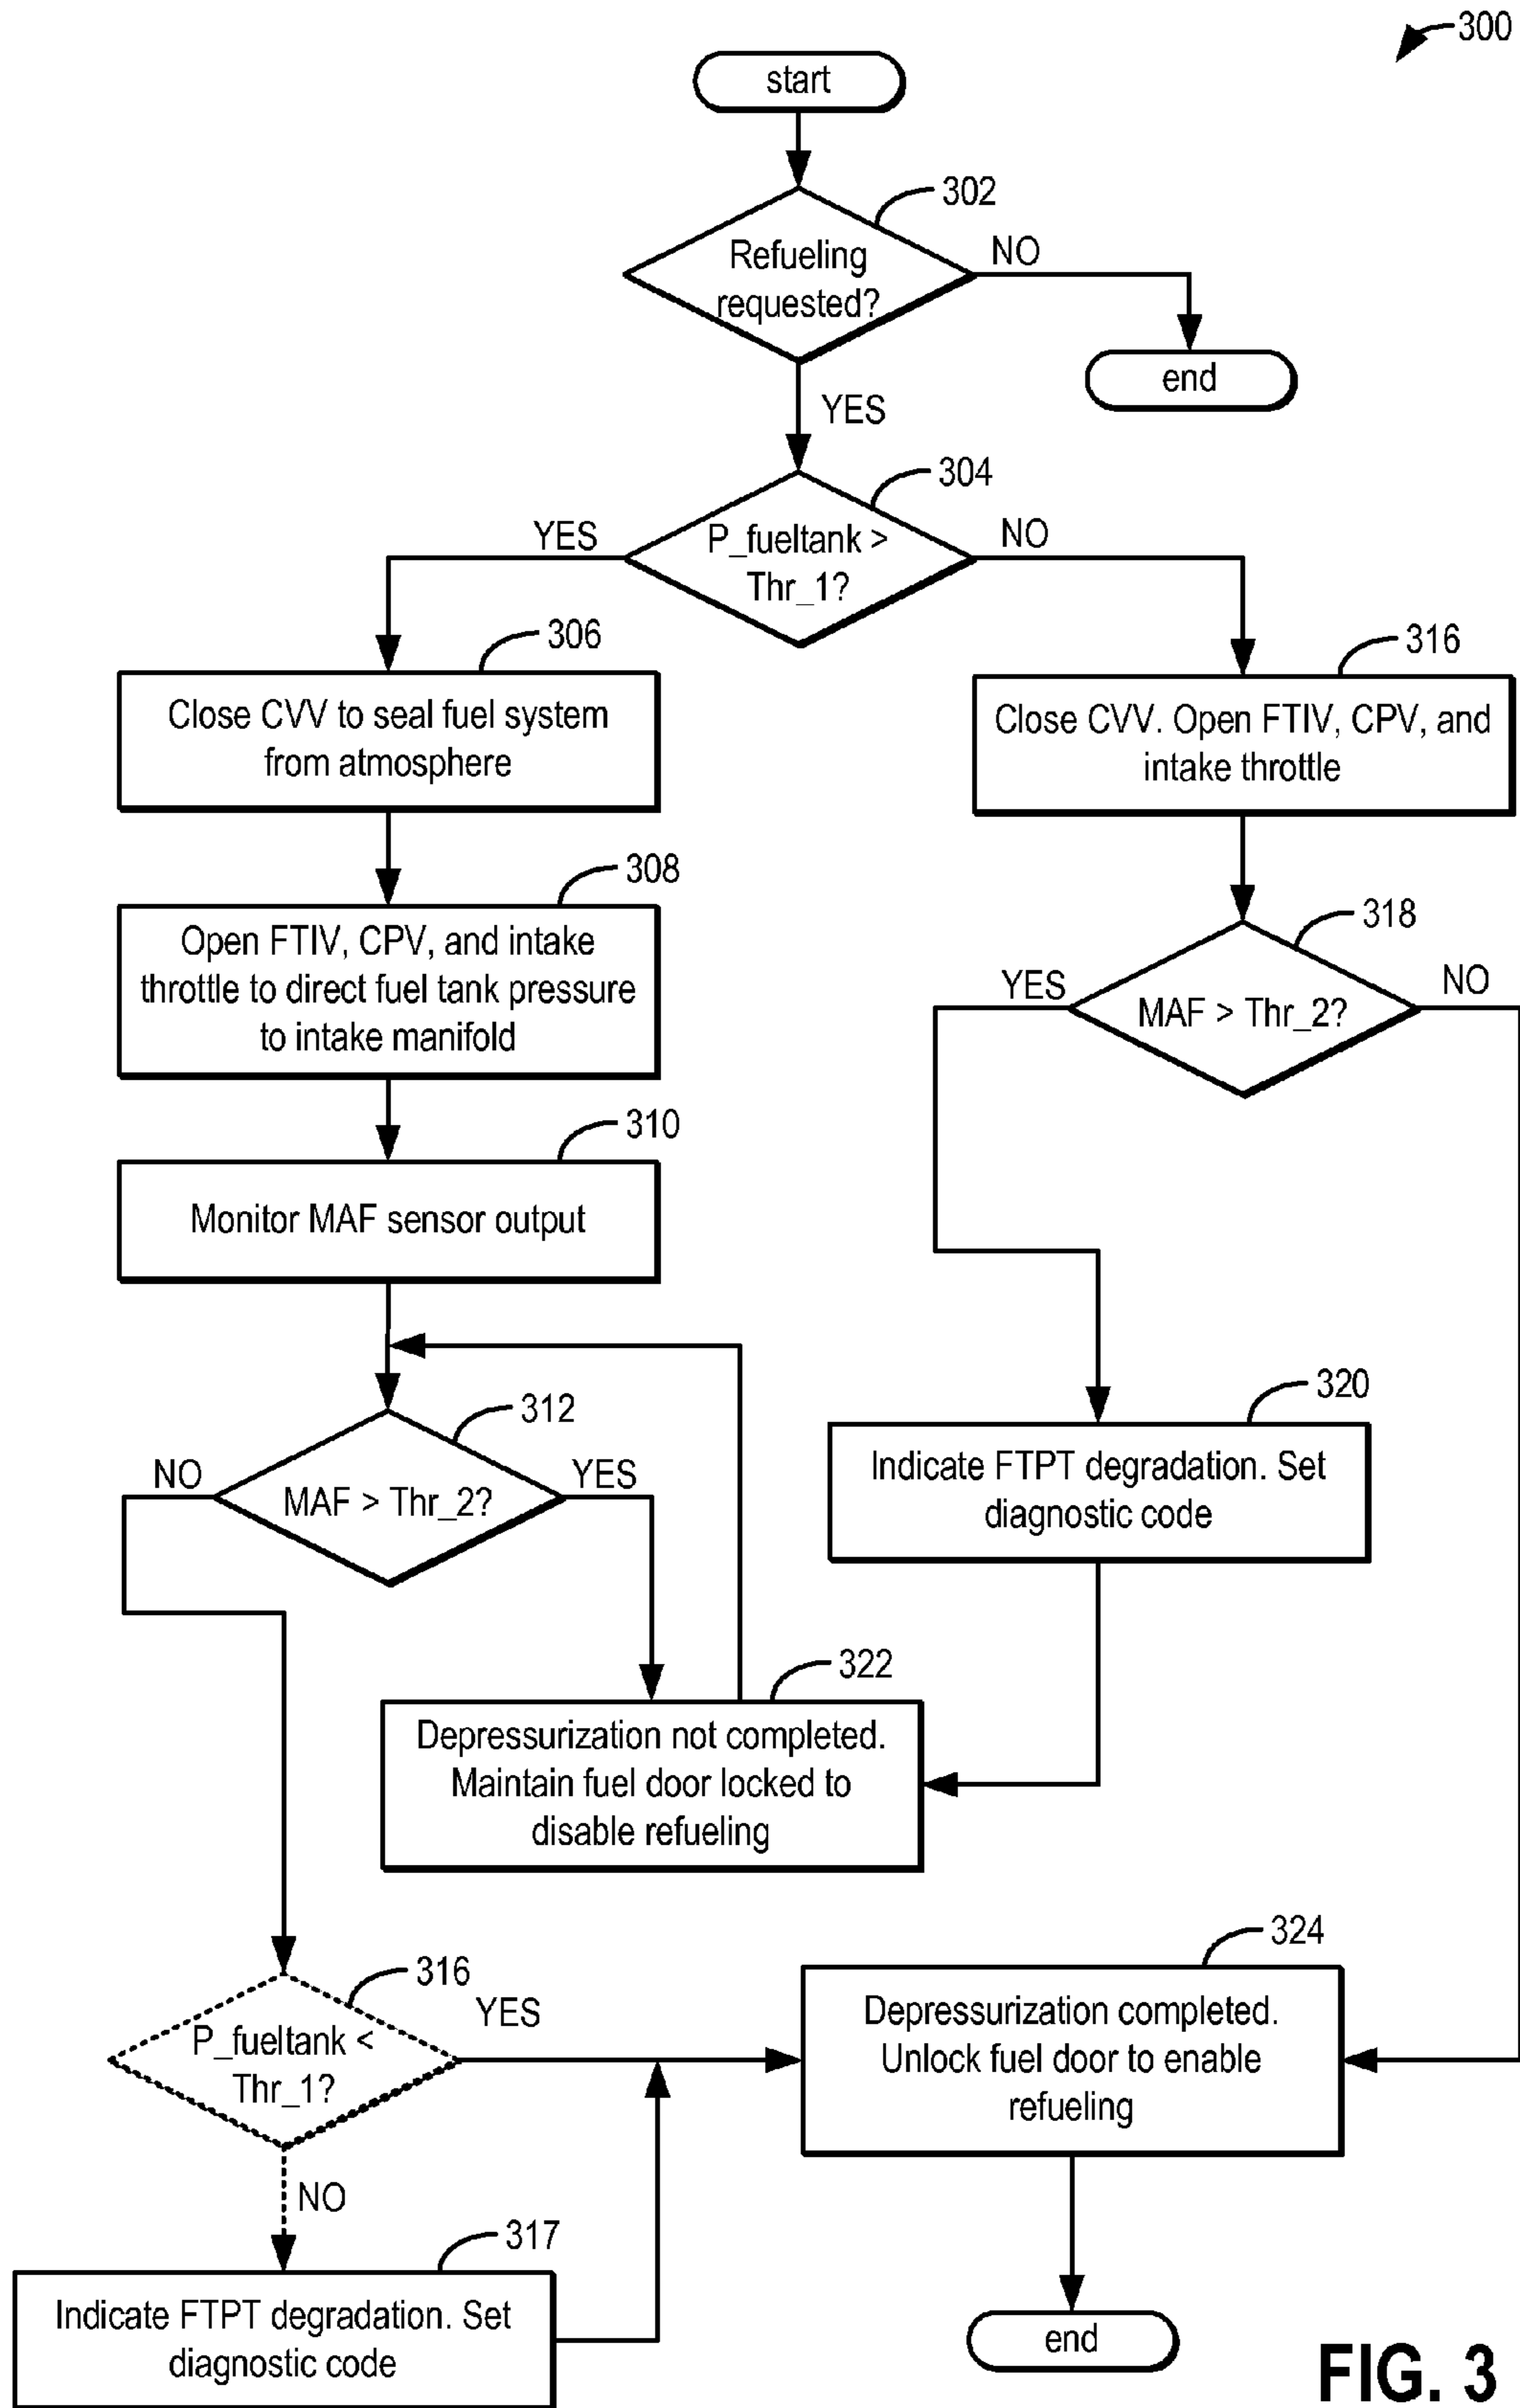 300
start
302
Refueling
requested?
NO
end
YES
304
P_fueltank >
Thr_1?
YES
NO
306
Close CVV to seal fuel system
from atmosphere
316
Close CVV. Open FTIV, CPV, and
intake throttle
308
Open FTIV, CPV, and intake
throttle to direct fuel tank pressure
to intake manifold
318
MAF > Thr_2?
YES
NO
310
Monitor MAF sensor output
312
MAF > Thr_2?
NO
YES
320
Indicate FTPT degradation. Set
diagnostic code
322
Depressurization not completed.
Maintain fuel door locked to
disable refueling
316
P_fueltank <
Thr_1?
YES
NO
324
Depressurization completed.
Unlock fuel door to enable
refueling
317
Indicate FTPT degradation. Set
diagnostic code
end
FIG. 3